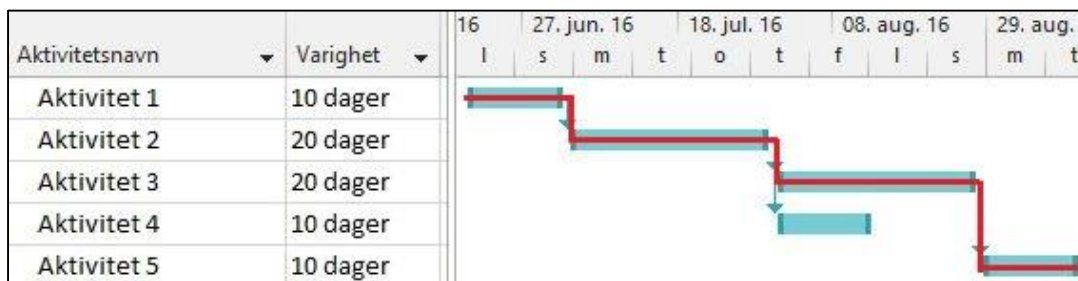 16 27. jun. 16 18. jul. 16 08. aug. 16 29. aug.
Aktivitetsnavn Varighet l s m t o t f l s m t
Aktivitet 1 10 dager
Aktivitet 2 20 dager
Aktivitet 3 20 dager
Aktivitet 4 10 dager
Aktivitet 5 10 dager